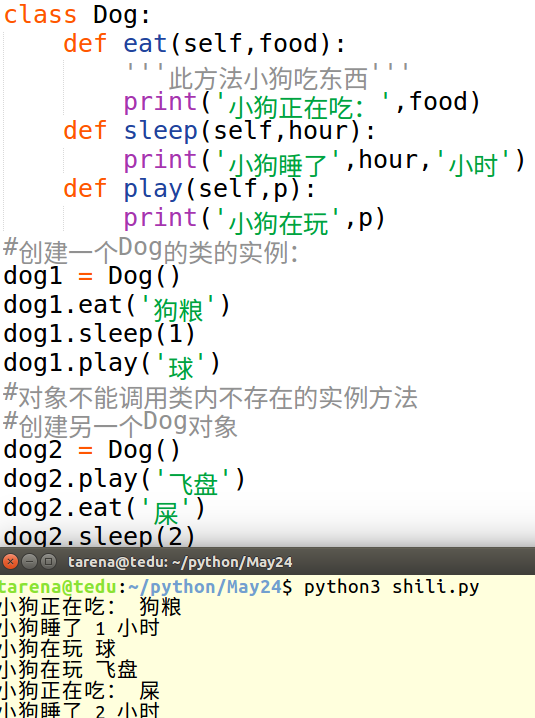 class Dog:
    def eat(self,food):
        '''此方法小狗吃东西'''
        print('小狗正在吃：',food)
    def sleep(self,hour):
        print('小狗睡了',hour,'小时')
    def play(self,p):
        print('小狗在玩',p)
#创建一个Dog的类的实例：
dog1 = Dog()
dog1.eat('狗粮')
dog1.sleep(1)
dog1.play('球')
#对象不能调用类内不存在的实例方法
#创建另一个Dog对象
dog2 = Dog()
dog2.play('飞盘')
dog2.eat('屎')
dog2.sleep(2)
tarena@tedu: ~/python/May24
tarena@tedu:~/python/May24$ python3 shili.py
小狗正在吃： 狗粮
小狗睡了 1 小时
小狗在玩 球
小狗在玩 飞盘
小狗正在吃： 屎
小狗睡了 2 小时